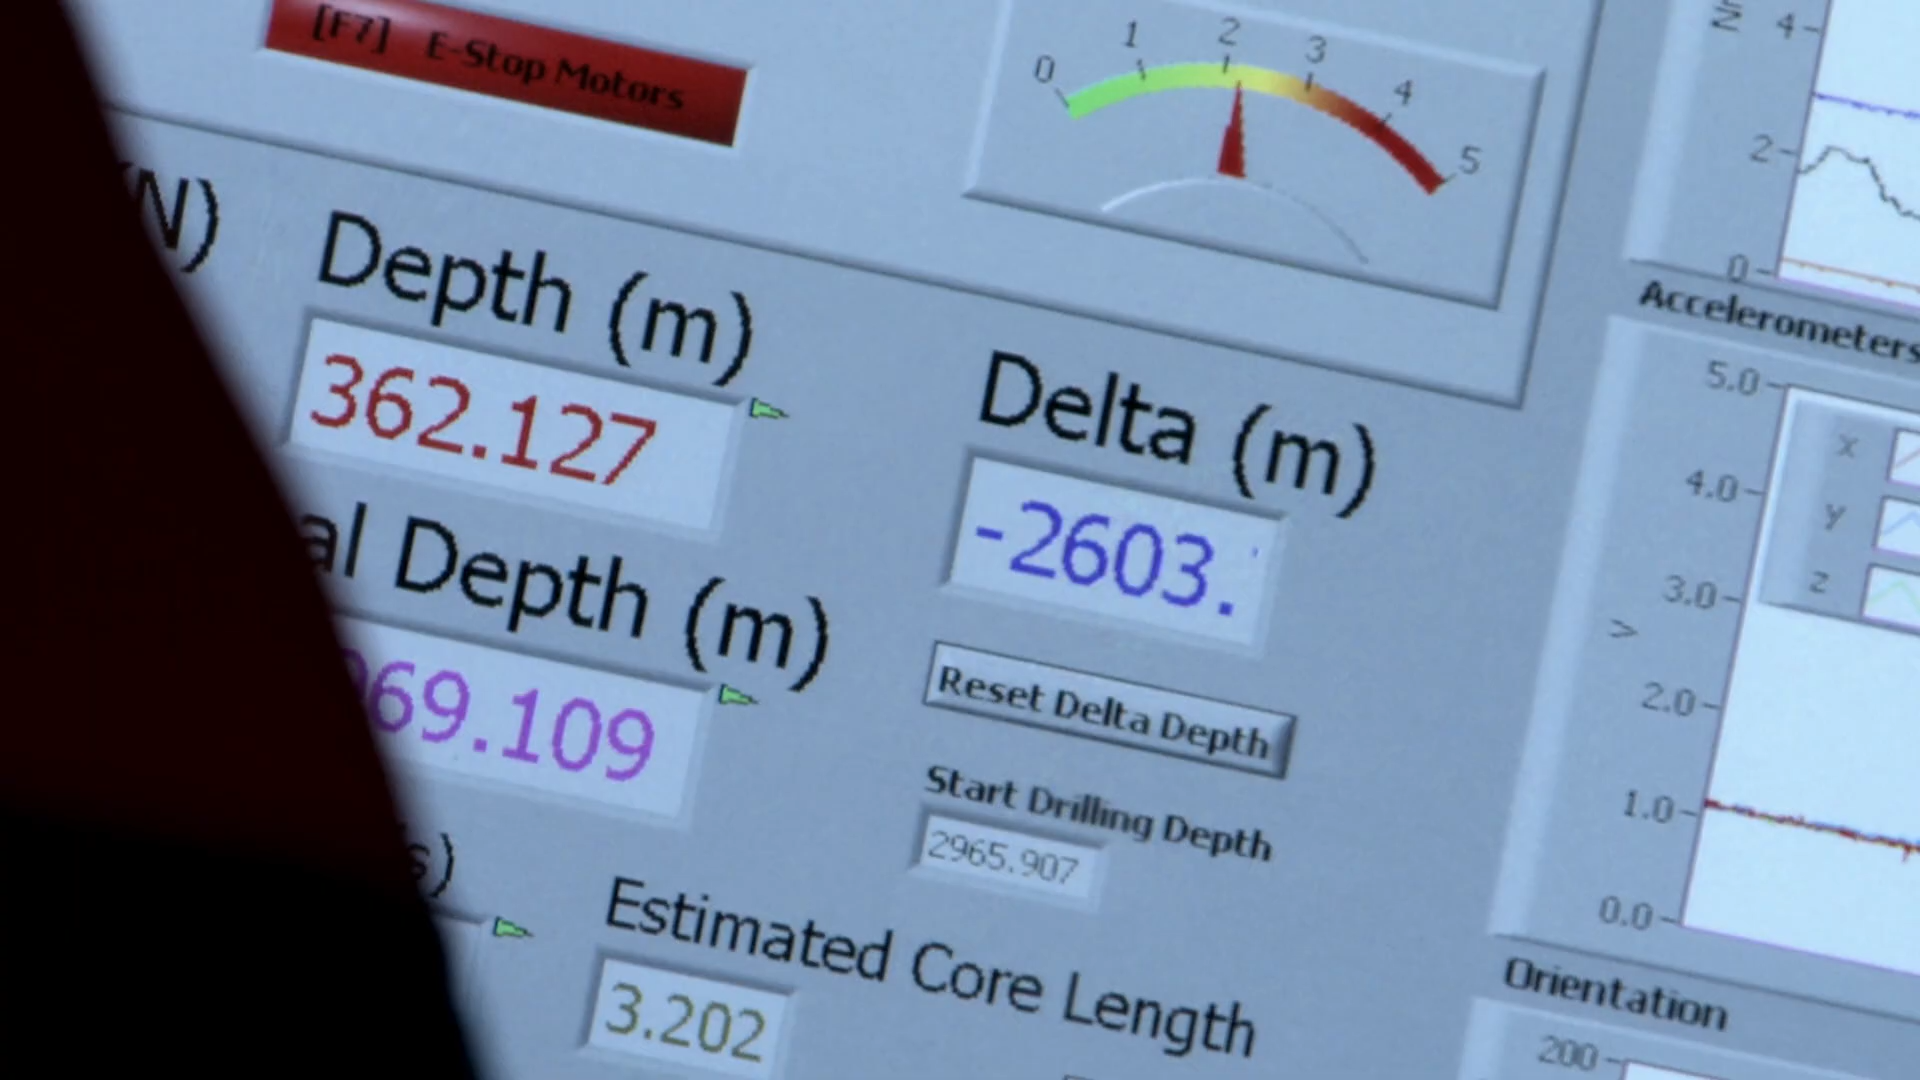 [F7] E-Stop Motors
0 1 2 3 4 5
4
2
0
N)
Depth (m)
362.127
Delta (m)
-2603.
al Depth (m)
69.109
Reset Delta Depth
Start Drilling Depth
2965.907
s)
Estimated Core Length
3.202
Accelerometers
5.0
4.0
3.0
2.0
1.0
0.0
V
x
y
z
Orientation
200